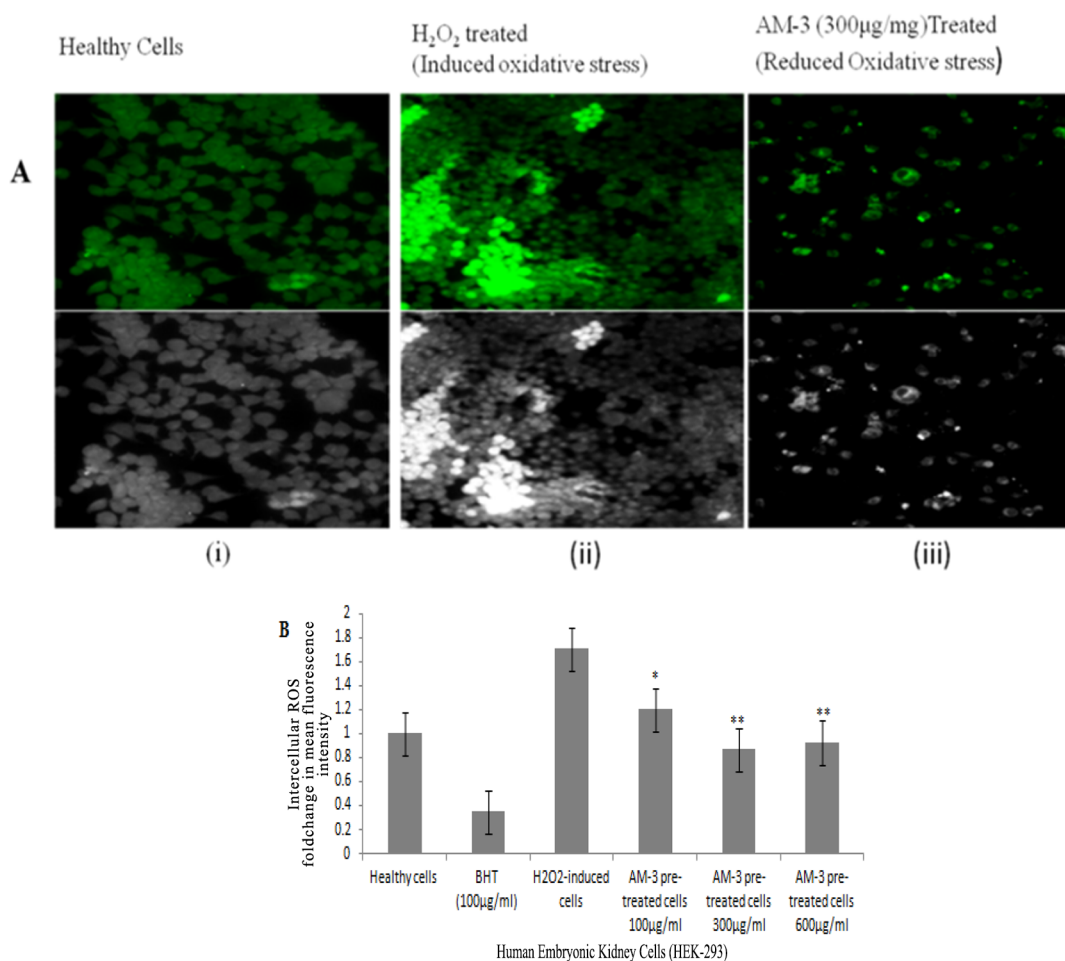 Healthy Cells
H₂O₂ treated
(Induced oxidative stress)
AM-3 (300µg/mg)Treated
(Reduced Oxidative stress)
A
(i)
(ii)
(iii)
B
Intercellular ROS
foldchange in mean fluorescence
intensity
2
1.8
1.6
1.4
1.2
1
0.8
0.6
0.4
0.2
0
*
**
**
Healthy cells
BHT
(100µg/ml)
H2O2-induced
cells
AM-3 pre-
treated cells
100µg/ml
AM-3 pre-
treated cells
300µg/ml
AM-3 pre-
treated cells
600µg/ml
Human Embryonic Kidney Cells (HEK-293)